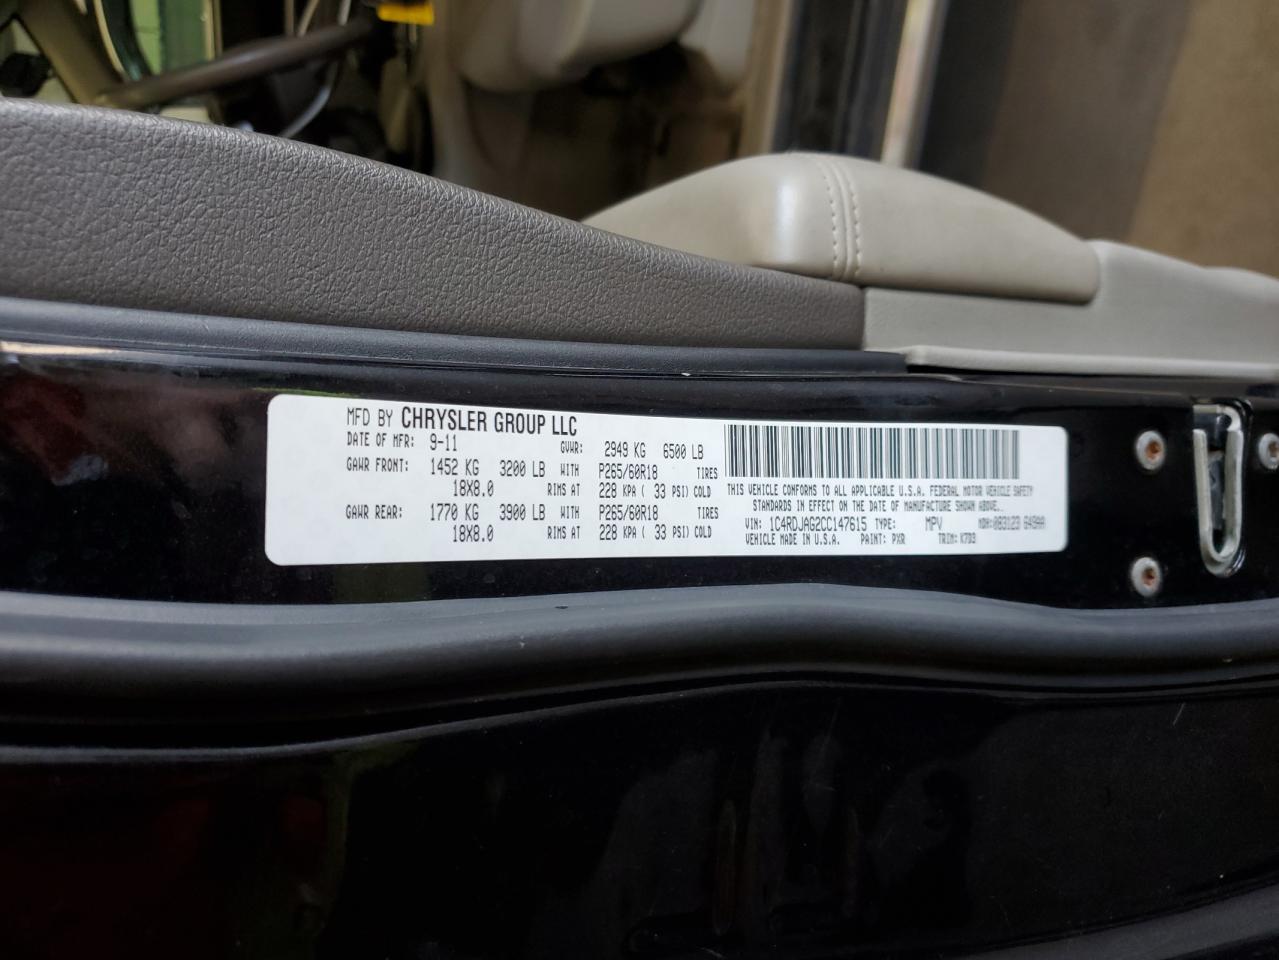 MFD BY CHRYSLER GROUP LLC
DATE OF MFR: 9-11 GVWR: 2949 KG 6500 LB
GAWR FRONT: 1452 KG 3200 LB WITH P265/60R18 TIRES
18X8.0 RIMS AT 228 KPA ( 33 PSI) COLD
GAWR REAR: 1770 KG 3900 LB WITH P265/60R18 TIRES
18X8.0 RIMS AT 228 KPA ( 33 PSI) COLD
THIS VEHICLE CONFORMS TO ALL APPLICABLE U.S.A. FEDERAL MOTOR VEHICLE SAFETY
STANDARDS IN EFFECT ON THE DATE OF MANUFACTURE SHOWN ABOVE.
VIN: 1C4RDJAG2CC147615 TYPE: MPV MDH: 083123
VEHICLE MADE IN U.S.A. PAINT: PXR TRIM: K7D3